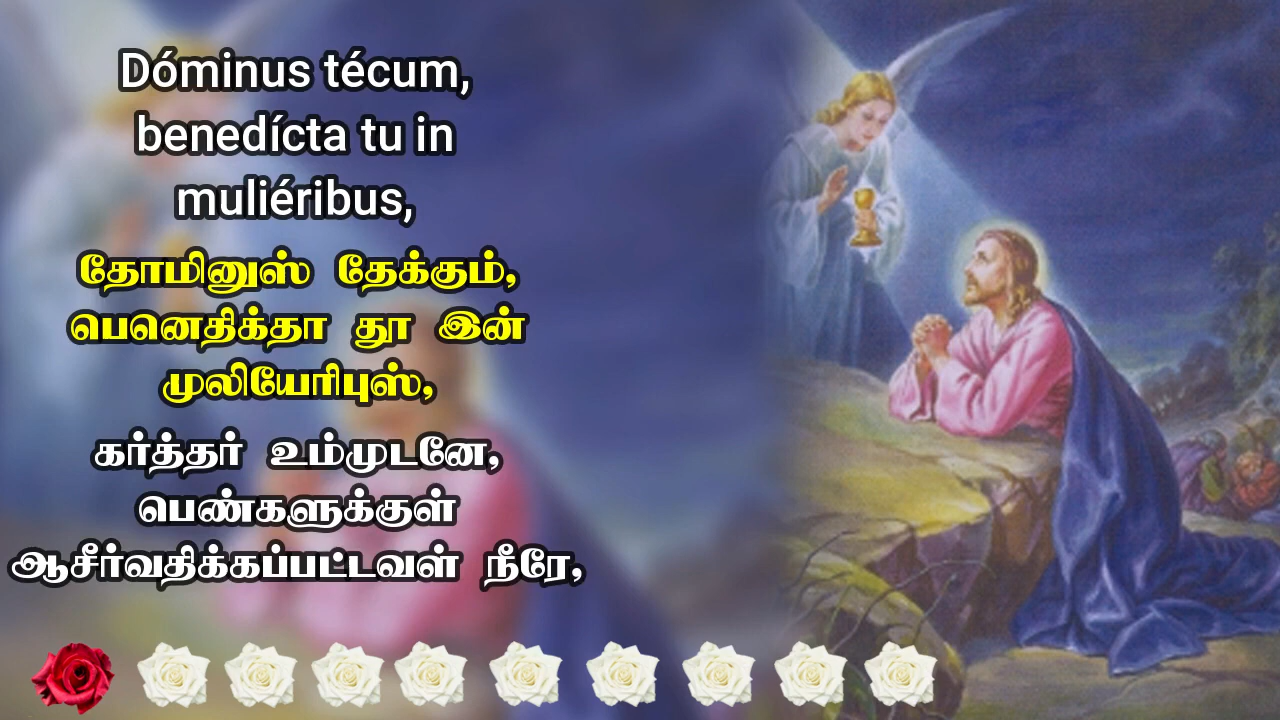 Dóminus técum,
benedícta tu in
muliéribus,
தோமினுஸ் தேக்கும்,
பெனெதிக்தா தூ இன்
முலியேரிபுஸ்,
கர்த்தர் உம்முடனே,
பெண்களுக்குள்
ஆசீர்வதிக்கப்பட்டவள் நீரே,